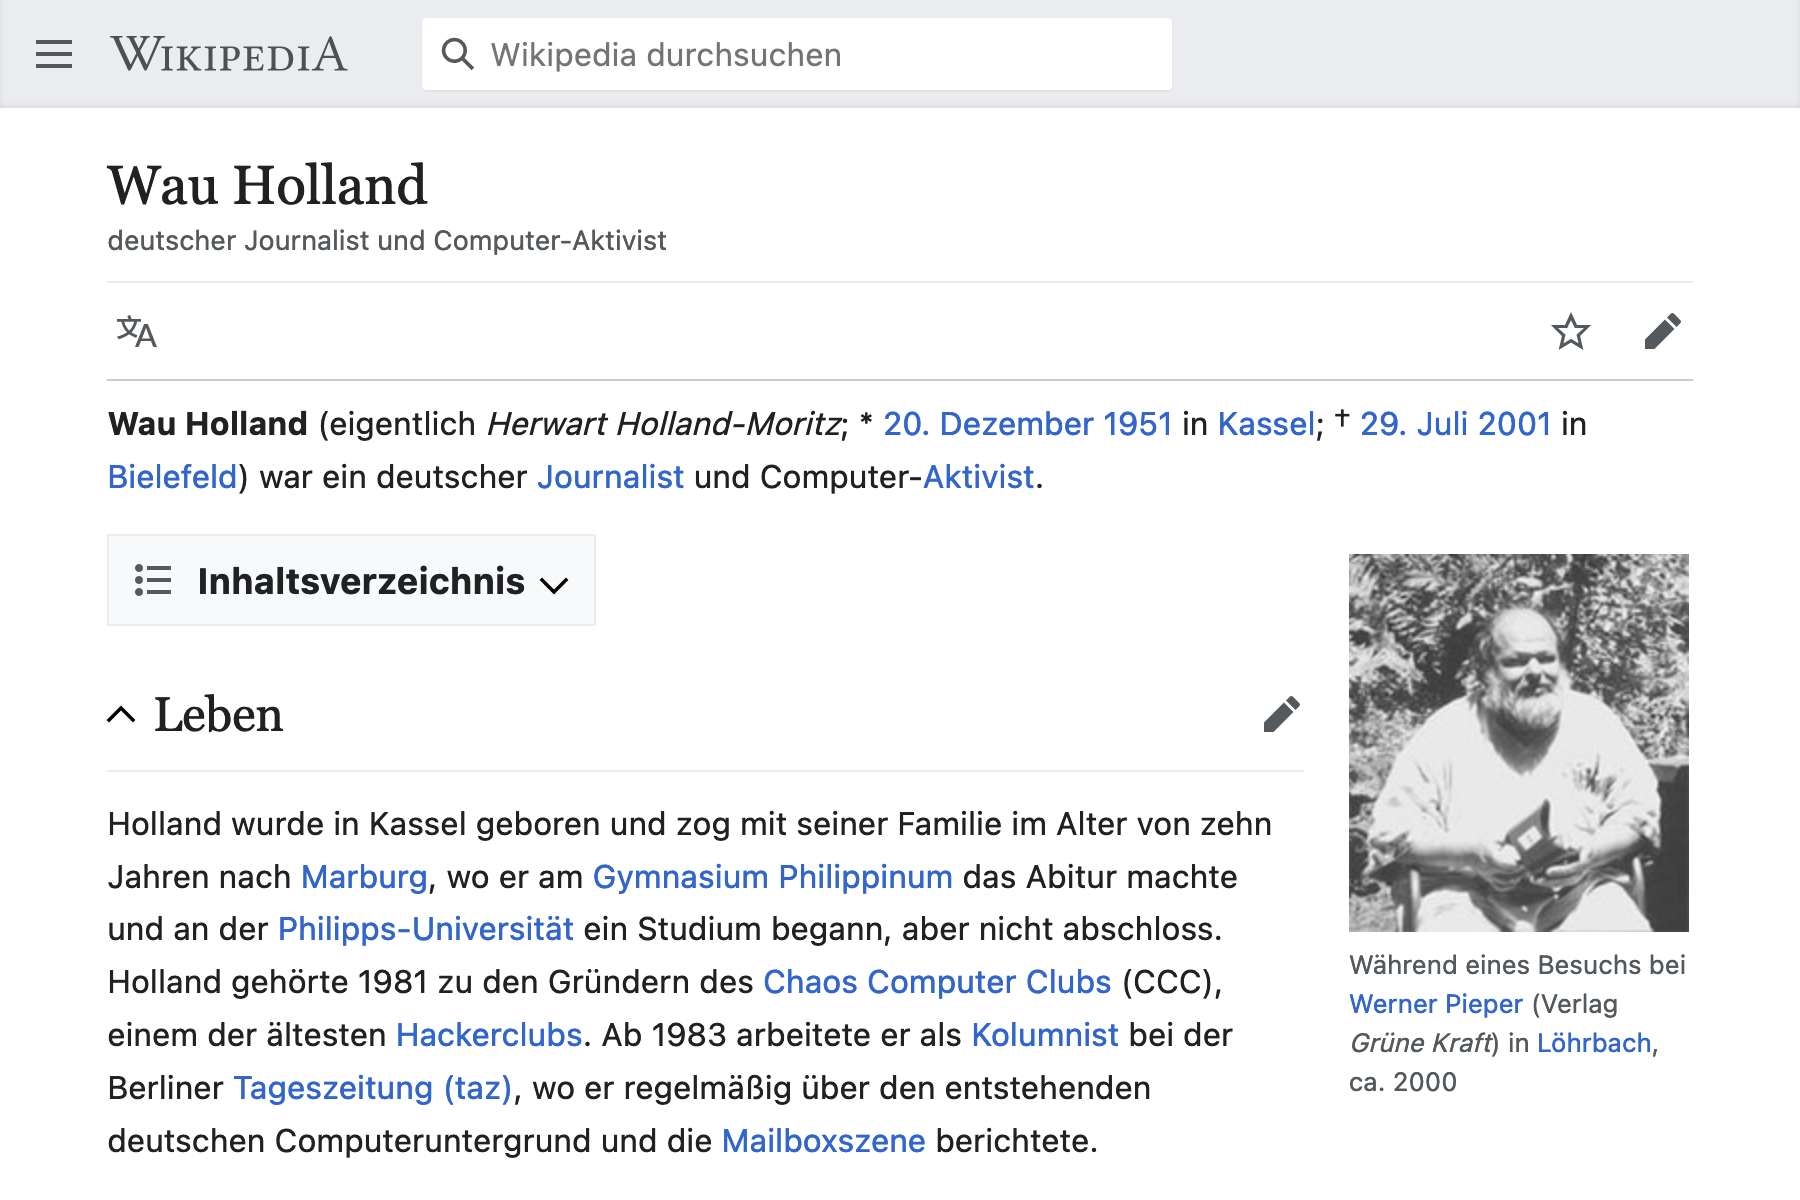 WIKIPEDIA
Wikipedia durchsuchen
Wau Holland
deutscher Journalist und Computer-Aktivist
文A
Wau Holland (eigentlich Herwart Holland-Moritz; * 20. Dezember 1951 in Kassel; † 29. Juli 2001 in
Bielefeld) war ein deutscher Journalist und Computer-Aktivist.
Inhaltsverzeichnis
Leben
Holland wurde in Kassel geboren und zog mit seiner Familie im Alter von zehn
Jahren nach Marburg, wo er am Gymnasium Philippinum das Abitur machte
und an der Philipps-Universität ein Studium begann, aber nicht abschloss.
Holland gehörte 1981 zu den Gründern des Chaos Computer Clubs (CCC),
einem der ältesten Hackerclubs. Ab 1983 arbeitete er als Kolumnist bei der
Berliner Tageszeitung (taz), wo er regelmäßig über den entstehenden
deutschen Computeruntergrund und die Mailboxszene berichtete.
Während eines Besuchs bei
Werner Pieper (Verlag
Grüne Kraft) in Löhrbach,
ca. 2000